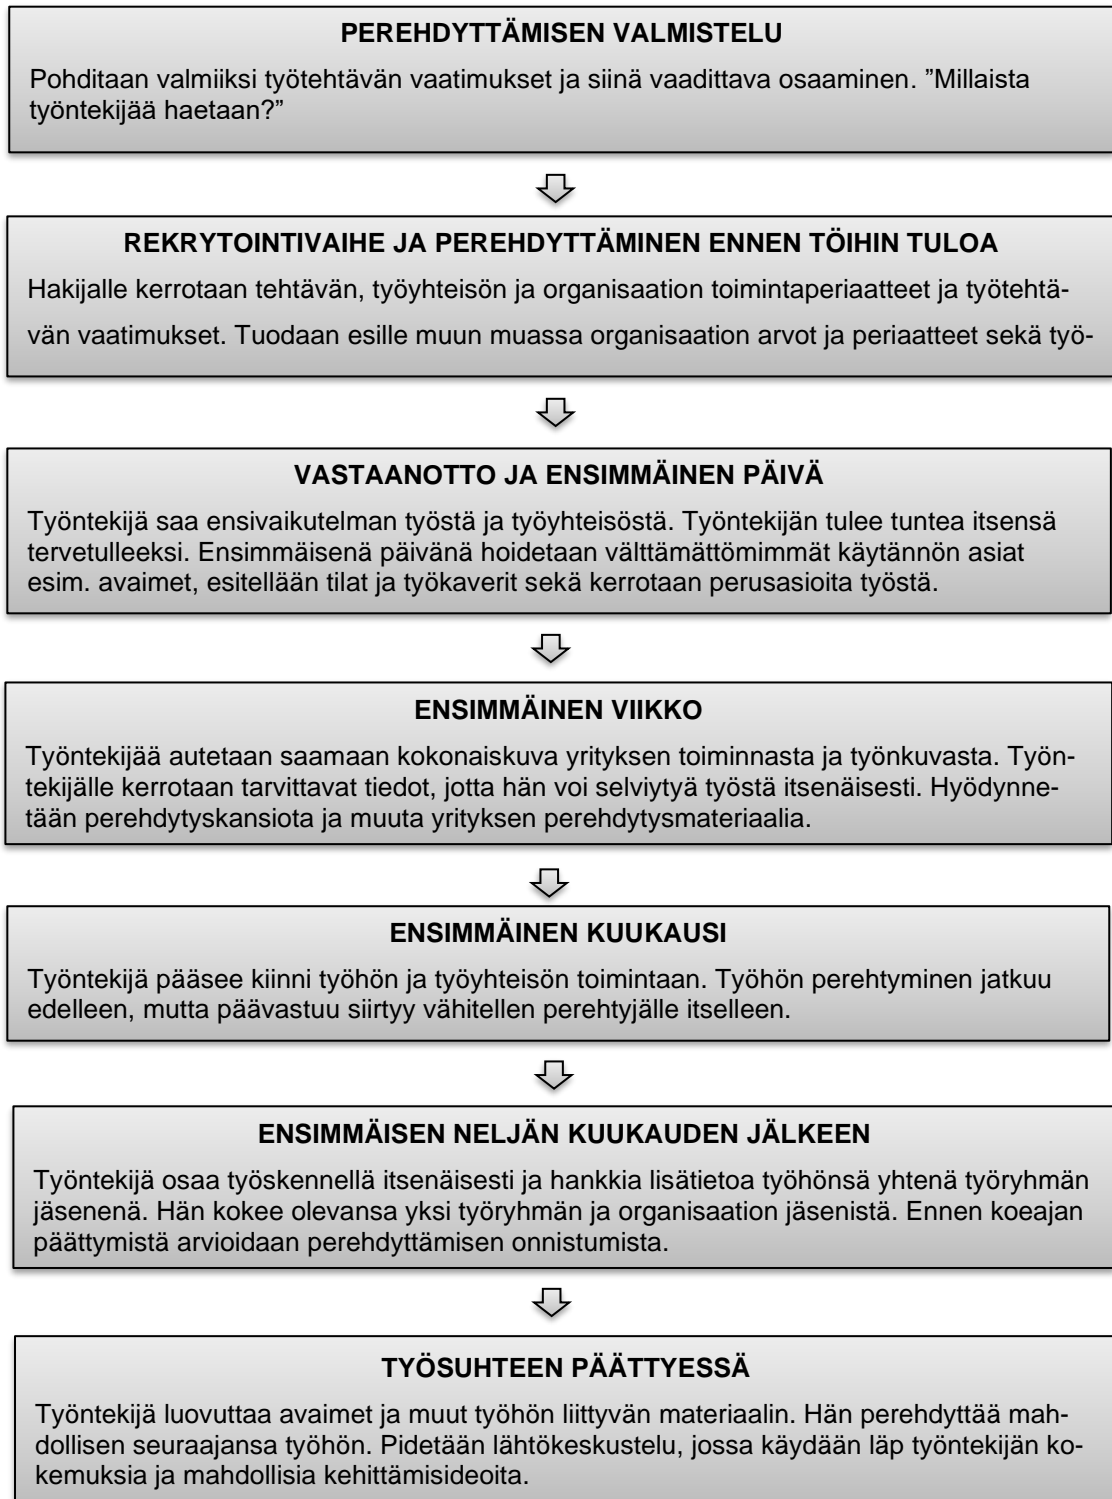 PEREHDYTTÄMISEN VALMISTELU
Pohditaan valmiiksi työtehtävän vaatimukset ja siinä vaadittava osaaminen. ”Millaista
työntekijää haetaan?”
REKRYTOINTIVAIHE JA PEREHDYTTÄMINEN ENNEN TÖIHIN TULOA
Hakijalle kerrotaan tehtävän, työyhteisön ja organisaation toimintaperiaatteet ja työtehtä-
vän vaatimukset. Tuodaan esille muun muassa organisaation arvot ja periaatteet sekä työ-
VASTAANOTTO JA ENSIMMÄINEN PÄIVÄ
Työntekijä saa ensivaikutelman työstä ja työyhteisöstä. Työntekijän tulee tuntea itsensä
tervetulleeksi. Ensimmäisenä päivänä hoidetaan välttämättömimmät käytännön asiat
esim. avaimet, esitellään tilat ja työkaverit sekä kerrotaan perusasioita työstä.
ENSIMMÄINEN VIIKKO
Työntekijää autetaan saamaan kokonaiskuva yrityksen toiminnasta ja työnkuvasta. Työn-
tekijälle kerrotaan tarvittavat tiedot, jotta hän voi selviytyä työstä itsenäisesti. Hyödynne-
tään perehdytyskansiota ja muuta yrityksen perehdytysmateriaalia.
ENSIMMÄINEN KUUKAUSI
Työntekijä pääsee kiinni työhön ja työyhteisön toimintaan. Työhön perehtyminen jatkuu
edelleen, mutta päävastuu siirtyy vähitellen perehtyjälle itselleen.
ENSIMMÄISEN NELJÄN KUUKAUDEN JÄLKEEN
Työntekijä osaa työskennellä itsenäisesti ja hankkia lisätietoa työhönsä yhtenä työryhmän
jäsenenä. Hän kokee olevansa yksi työryhmän ja organisaation jäsenistä. Ennen koeajan
päättymistä arvioidaan perehdyttämisen onnistumista.
TYÖSUHTEEN PÄÄTTYESSÄ
Työntekijä luovuttaa avaimet ja muut työhön liittyvän materiaalin. Hän perehdyttää mah-
dollisen seuraajansa työhön. Pidetään lähtökeskustelu, jossa käydään läp työntekijän ko-
kemuksia ja mahdollisia kehittämisideoita.